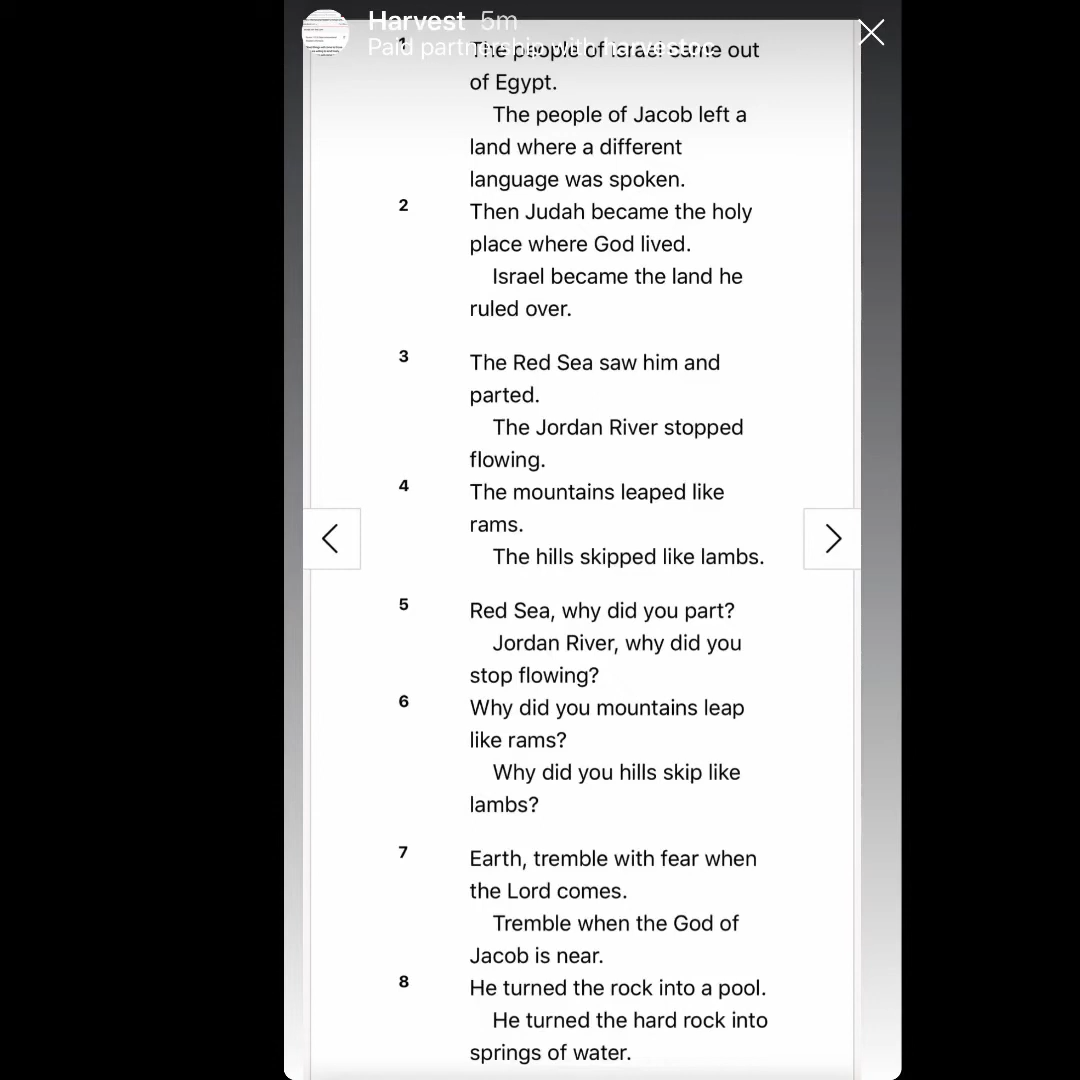 Harvest 5m
Paid partnership with
1
The people of Israel came out
of Egypt.
The people of Jacob left a
land where a different
language was spoken.
2
Then Judah became the holy
place where God lived.
Israel became the land he
ruled over.
3
The Red Sea saw him and
parted.
The Jordan River stopped
flowing.
4
The mountains leaped like
rams.
The hills skipped like lambs.
5
Red Sea, why did you part?
Jordan River, why did you
stop flowing?
6
Why did you mountains leap
like rams?
Why did you hills skip like
lambs?
7
Earth, tremble with fear when
the Lord comes.
Tremble when the God of
Jacob is near.
8
He turned the rock into a pool.
He turned the hard rock into
springs of water.